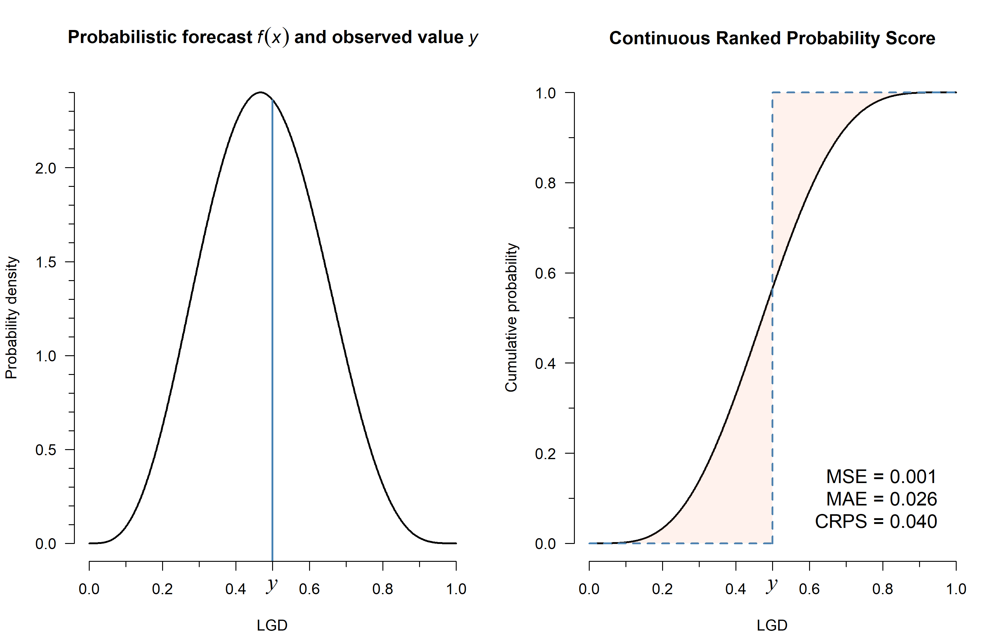 Probabilistic forecast f(x) and observed value y
Probability density
2.0
1.5
1.0
0.5
0.0
0.0 0.2 0.4 y 0.6 0.8 1.0
LGD
Continuous Ranked Probability Score
Cumulative probability
1.0
0.8
0.6
0.4
0.2
0.0
MSE = 0.001
MAE = 0.026
CRPS = 0.040
0.0 0.2 0.4 y 0.6 0.8 1.0
LGD